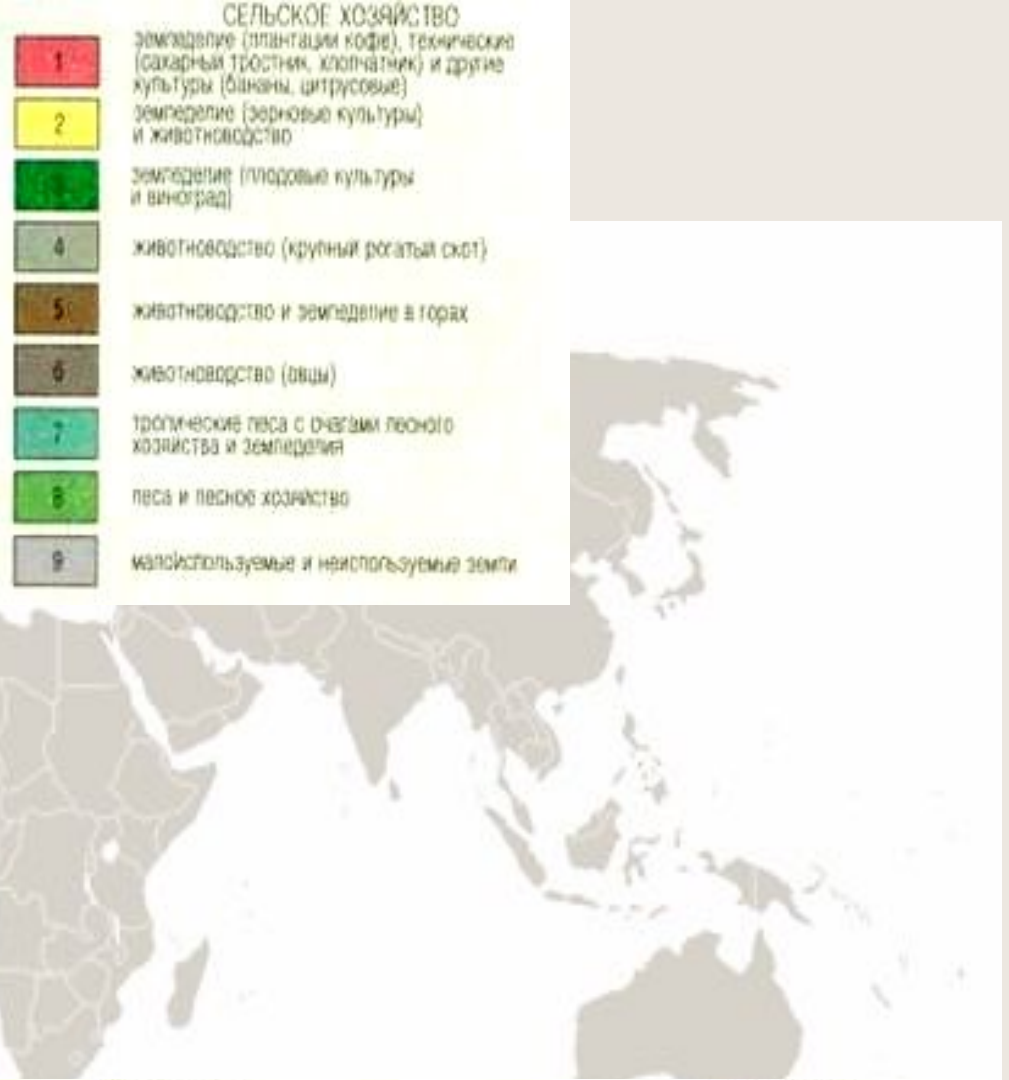 СЕЛЬСКОЕ ХОЗЯЙСТВО
1
земледелие (плантации кофе), технические
(сахарный тростник, хлопчатник) и другие
культуры (бананы, цитрусовые)
2
земледелие (зерновые культуры)
и животноводство
3
земледелие (плодовые культуры
и виноград)
4
животноводство (крупный рогатый скот)
5
животноводство и земледелие в горах
6
животноводство (овцы)
7
тропические леса с очагами лесного
хозяйства и земледелия
8
леса и лесное хозяйство
9
малоиспользуемые и неиспользуемые земли